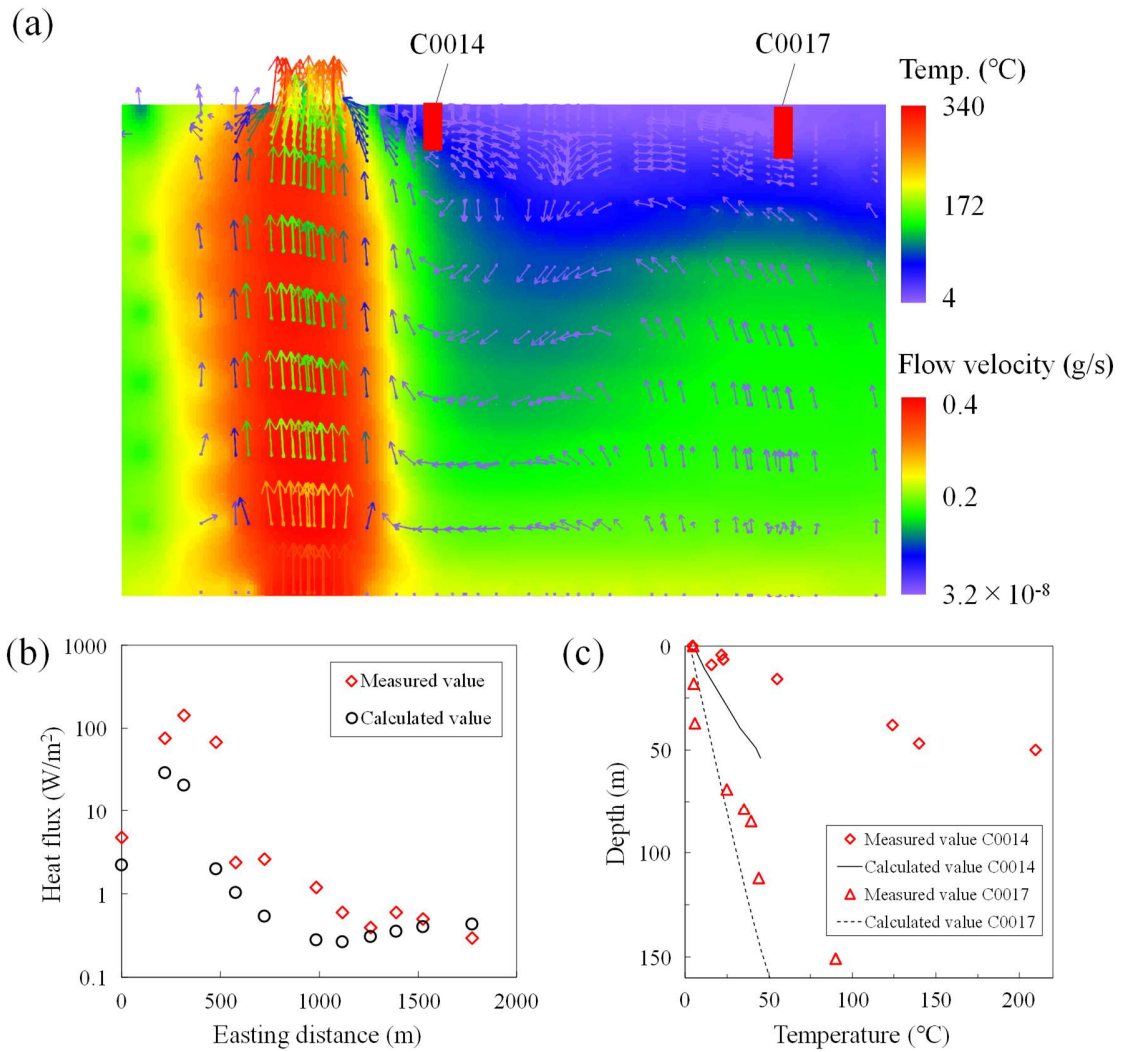 (a)
C0014
C0017
Temp. (℃)
340
172
4
Flow velocity (g/s)
0.4
0.2
3.2 × 10⁻⁸
(b)
1000
100
10
1
0.1
Heat flux (W/m²)
Measured value
Calculated value
0
500
1000
1500
2000
Easting distance (m)
(c)
0
50
100
150
Depth (m)
Measured value C0014
Calculated value C0014
Measured value C0017
Calculated value C0017
0
50
100
150
200
Temperature (℃)